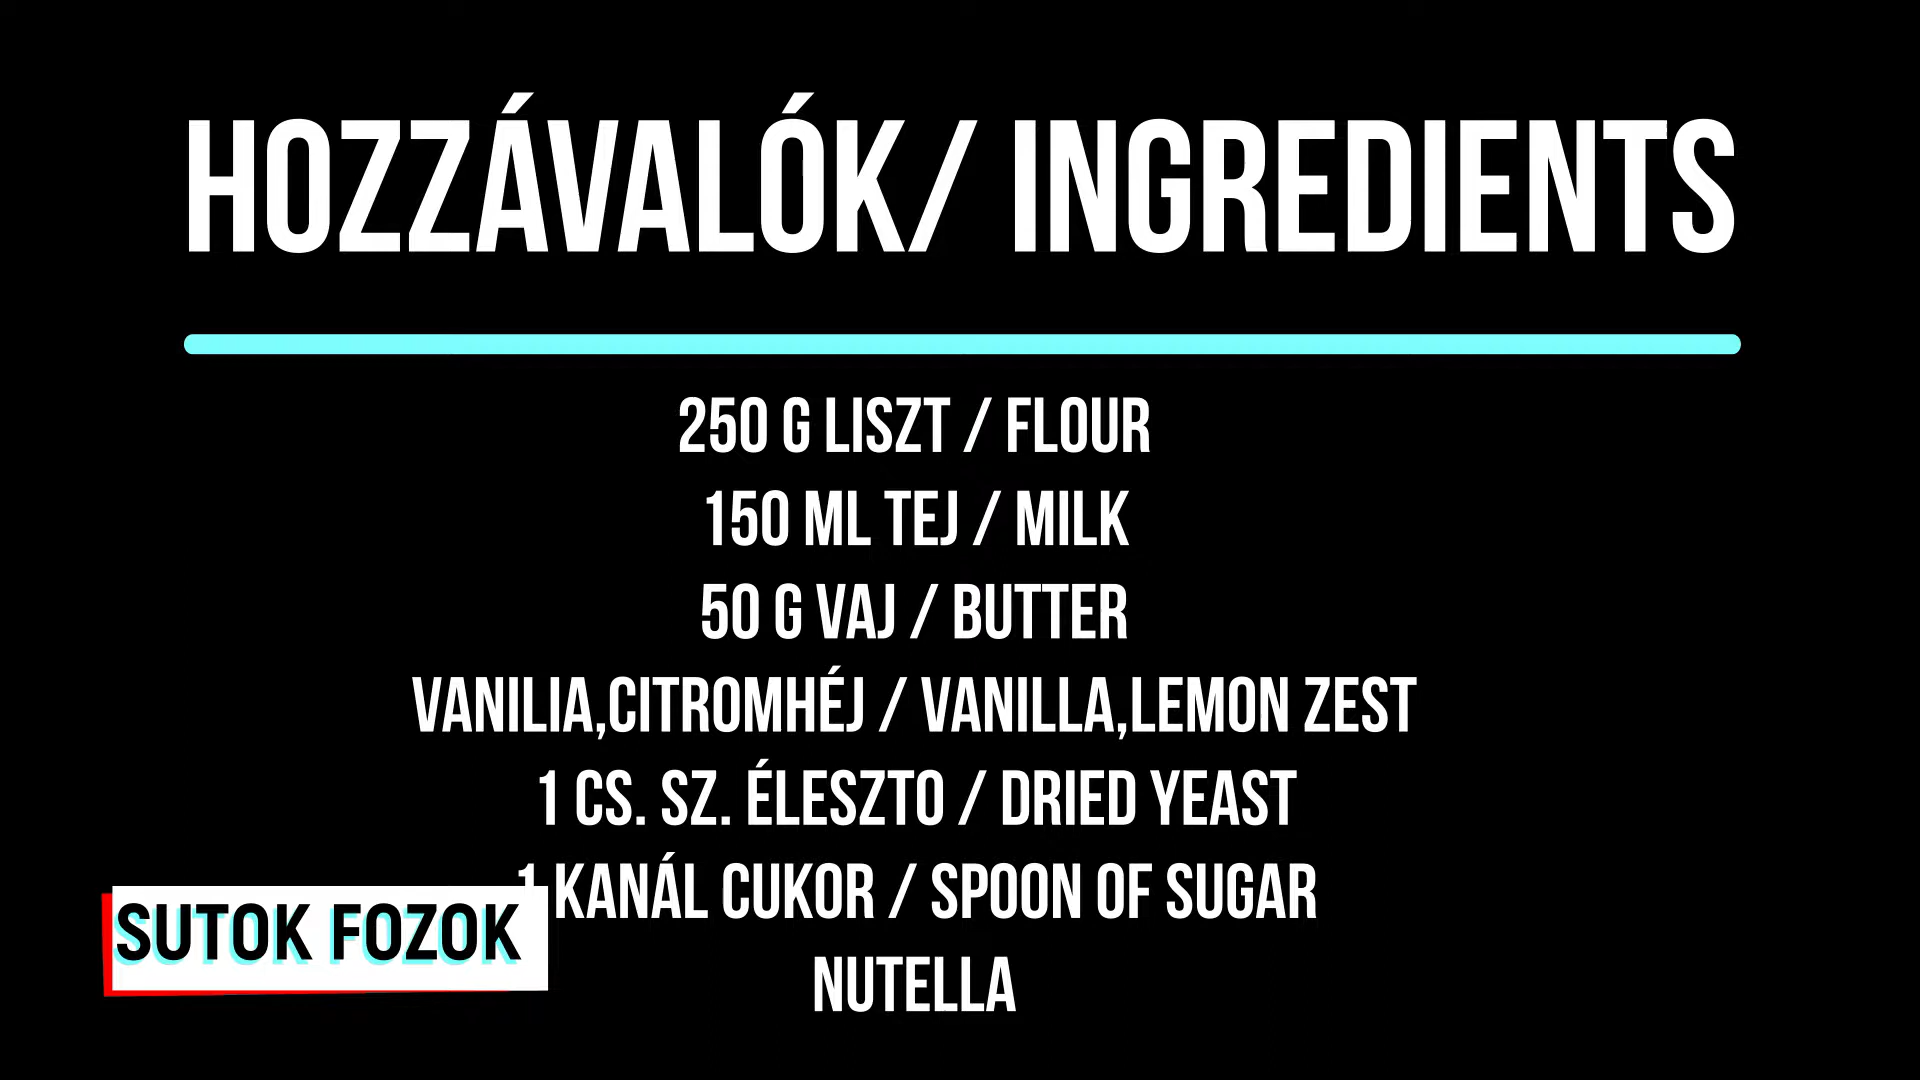 HOZZÁVALÓK/ INGREDIENTS
250 G LISZT / FLOUR
150 ML TEJ / MILK
50 G VAJ / BUTTER
VANILIA,CITROMHÉJ / VANILLA,LEMON ZEST
1 CS. SZ. ÉLESZTO / DRIED YEAST
1 KANÁL CUKOR / SPOON OF SUGAR
SUTOK FOZOK
NUTELLA